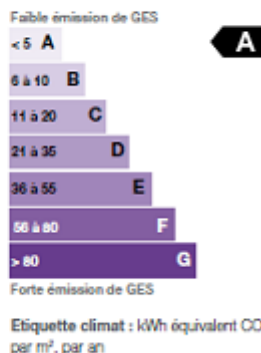 Faible émission de GES
< 5 A
A
6 à 10 B
11 à 20 C
21 à 35 D
36 à 55 E
56 à 80 F
> 80 G
Forte émission de GES
Etiquette climat : kWh équivalent CO
par m², par an